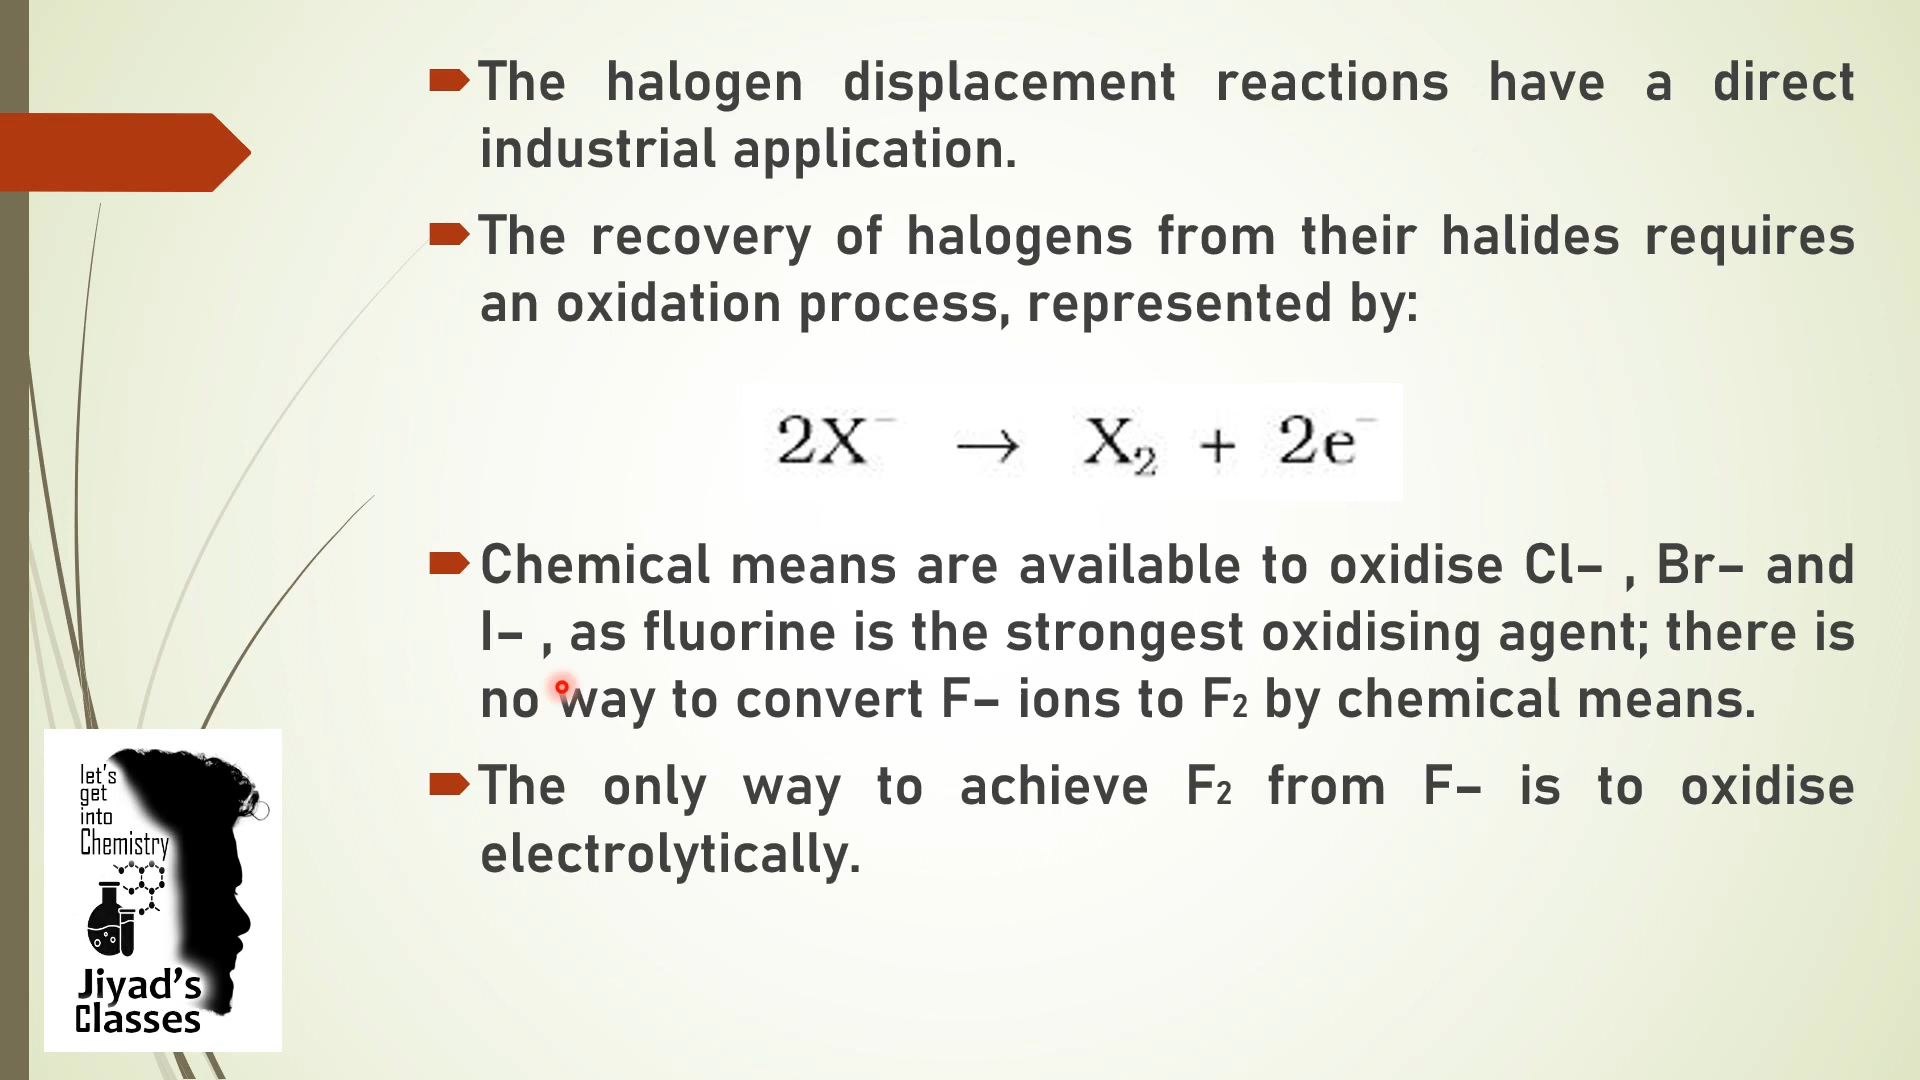 The halogen displacement reactions have a direct
industrial application.
The recovery of halogens from their halides requires
an oxidation process, represented by:
2X⁻ → X₂ + 2e⁻
Chemical means are available to oxidise Cl– , Br– and
I– , as fluorine is the strongest oxidising agent; there is
no way to convert F– ions to F₂ by chemical means.
The only way to achieve F₂ from F– is to oxidise
electrolytically.
let's
get
into
Chemistry
Jiyad's
Classes